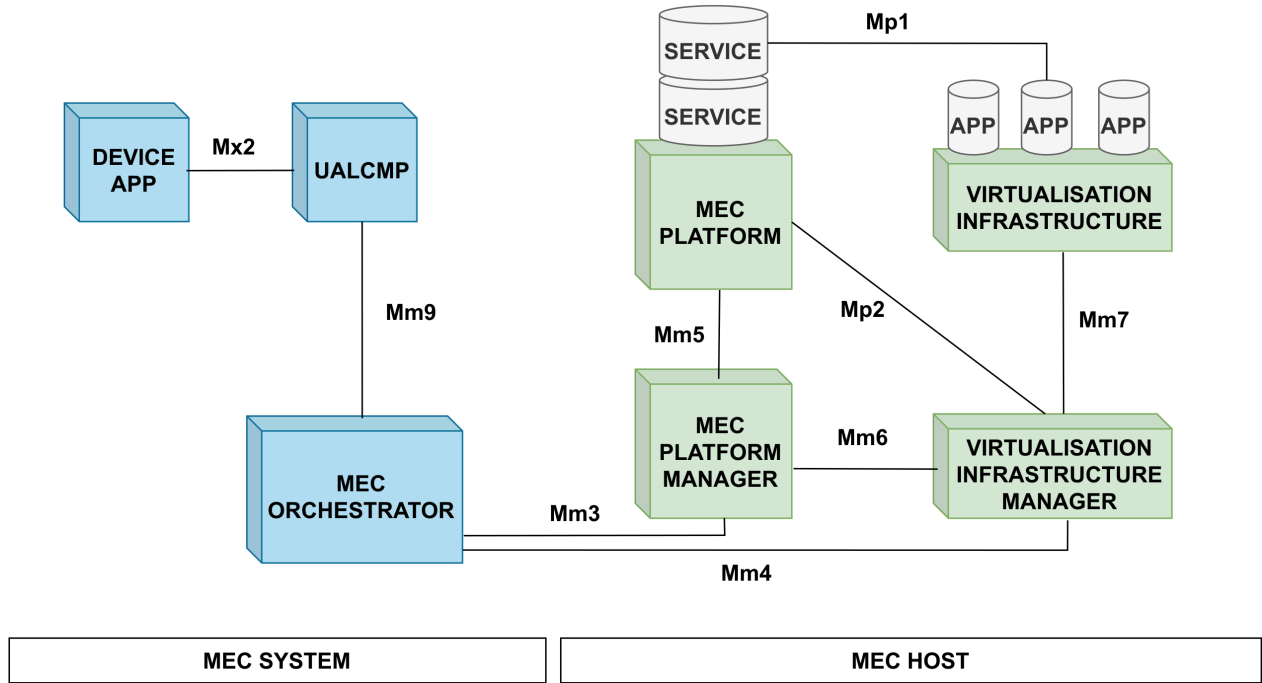 Mp1
SERVICE
SERVICE
APP
APP
APP
DEVICE
APP
Mx2
UALCMP
MEC
PLATFORM
VIRTUALISATION
INFRASTRUCTURE
Mm9
Mm5
Mp2
Mm7
MEC
PLATFORM
MANAGER
Mm6
VIRTUALISATION
INFRASTRUCTURE
MANAGER
MEC
ORCHESTRATOR
Mm3
Mm4
MEC SYSTEM
MEC HOST